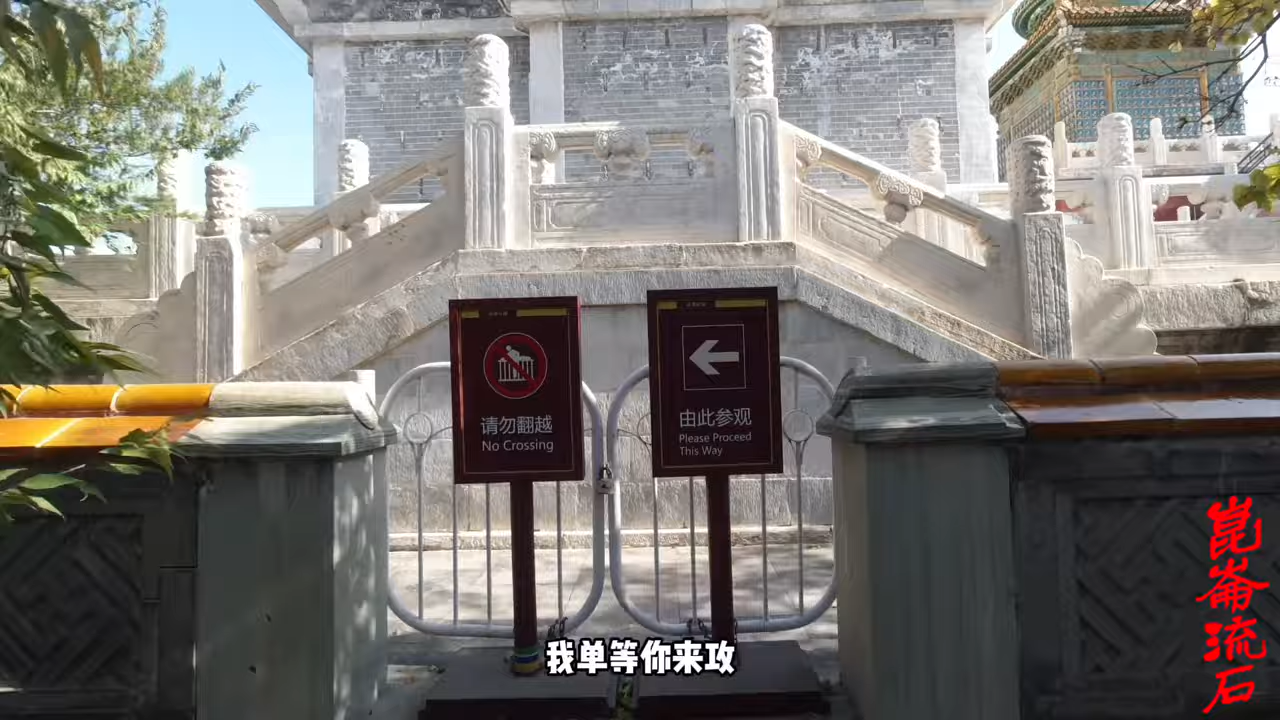 请勿翻越
No Crossing
由此参观
Please Proceed
This Way
我单等你来攻
崑崙流石